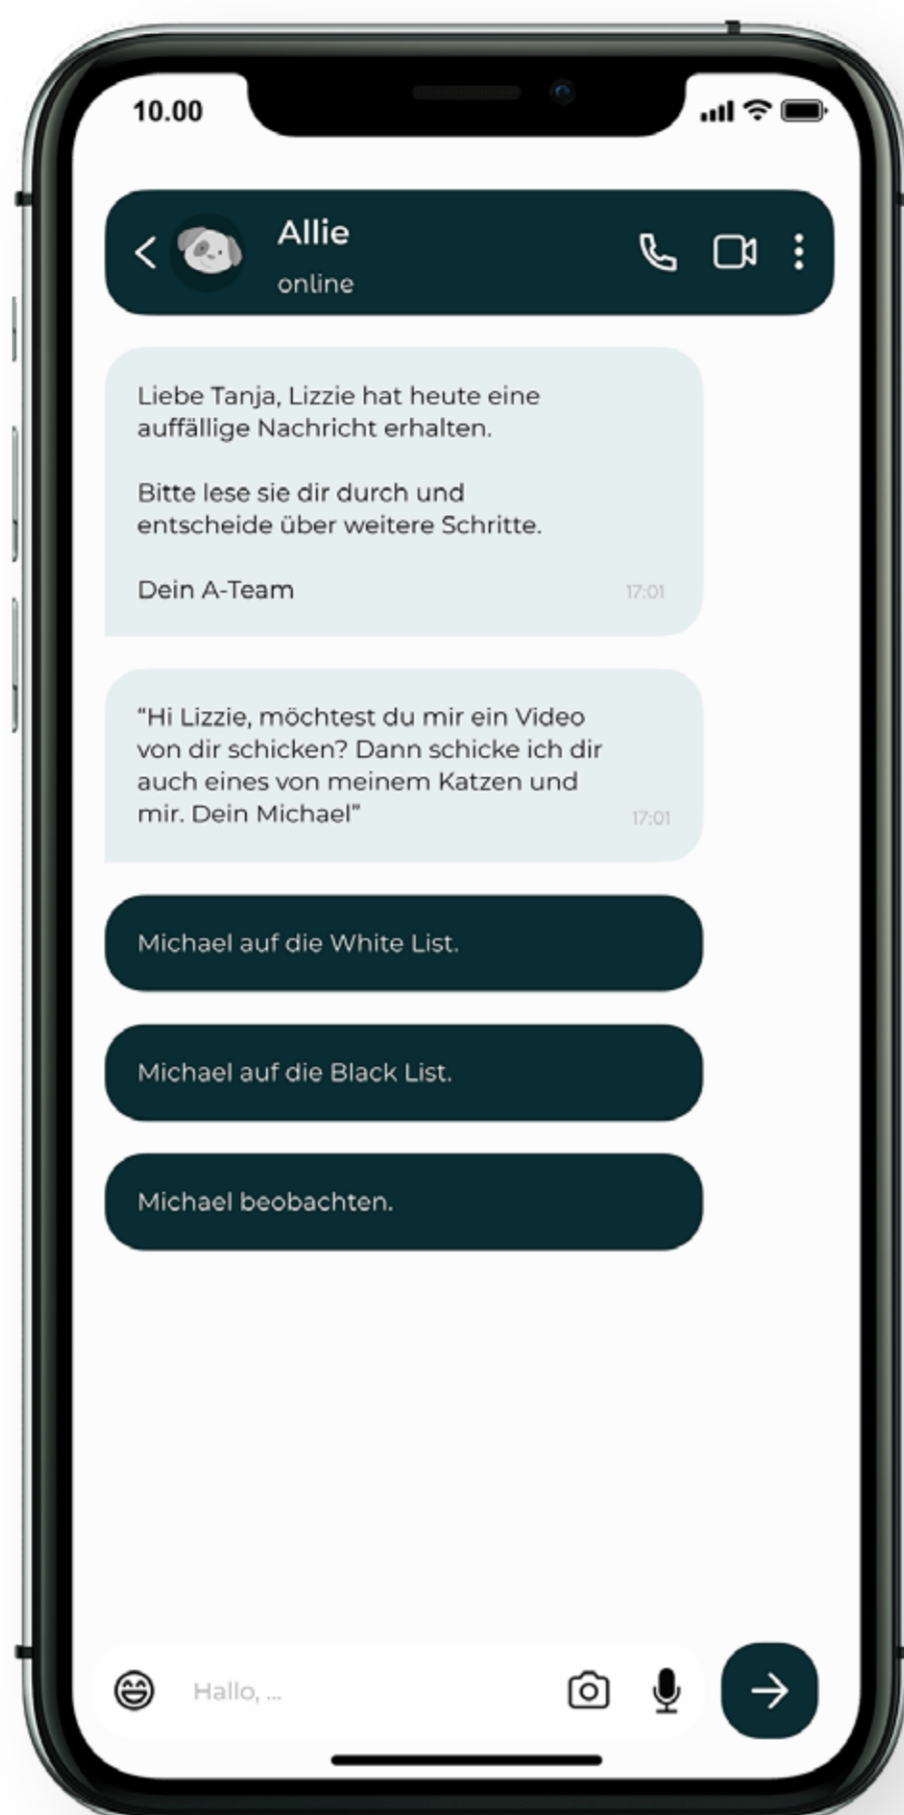 10.00
Allie
online
Liebe Tanja, Lizzie hat heute eine
auffällige Nachricht erhalten.
Bitte lese sie dir durch und
entscheide über weitere Schritte.
Dein A-Team
17:01
“Hi Lizzie, möchtest du mir ein Video
von dir schicken? Dann schicke ich dir
auch eines von meinem Katzen und
mir. Dein Michael”
17:01
Michael auf die White List.
Michael auf die Black List.
Michael beobachten.
Hallo, ...